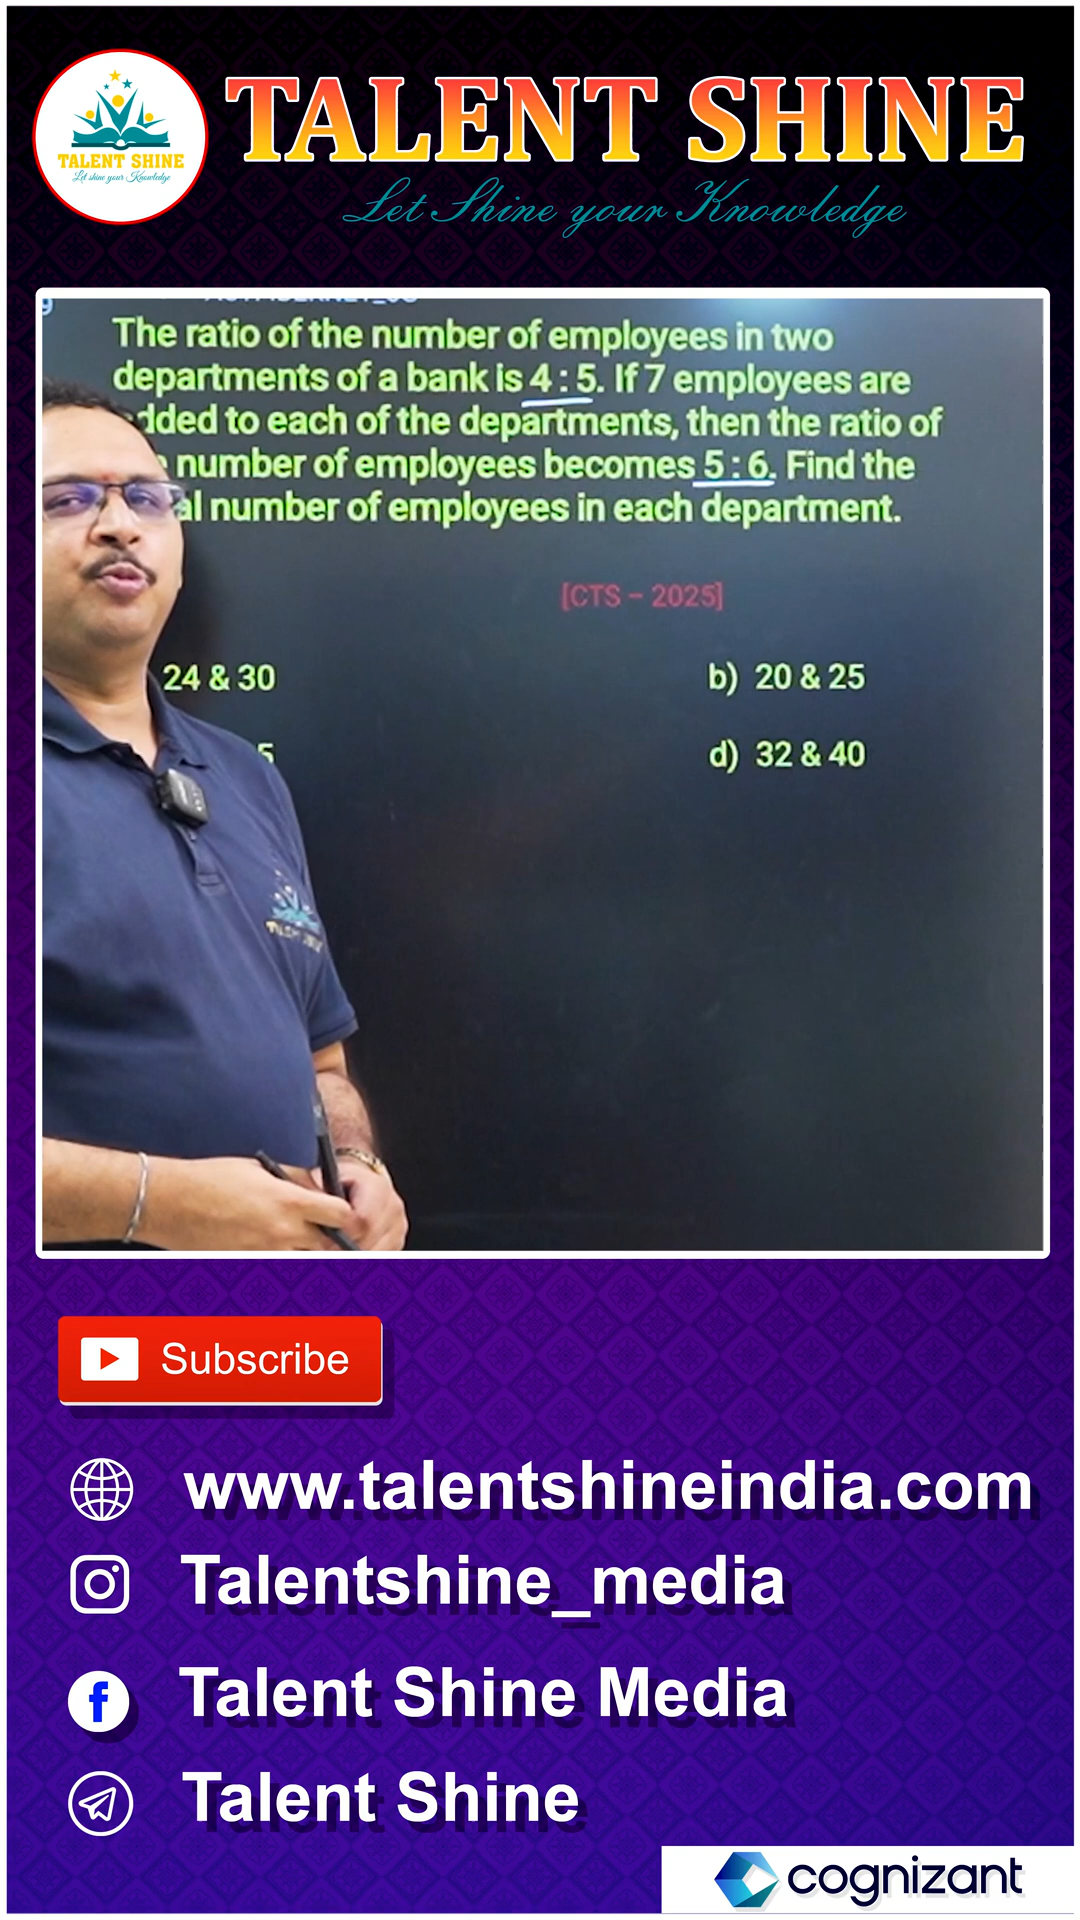 TALENT SHINE
Let shine your Knowledge
TALENT SHINE
Let Shine your Knowledge
The ratio of the number of employees in two
departments of a bank is 4 : 5. If 7 employees are
dded to each of the departments, then the ratio of
number of employees becomes 5 : 6. Find the
al number of employees in each department.
[CTS – 2025]
24 & 30
b) 20 & 25
5
d) 32 & 40
Subscribe
www.talentshineindia.com
Talentshine_media
Talent Shine Media
Talent Shine
cognizant